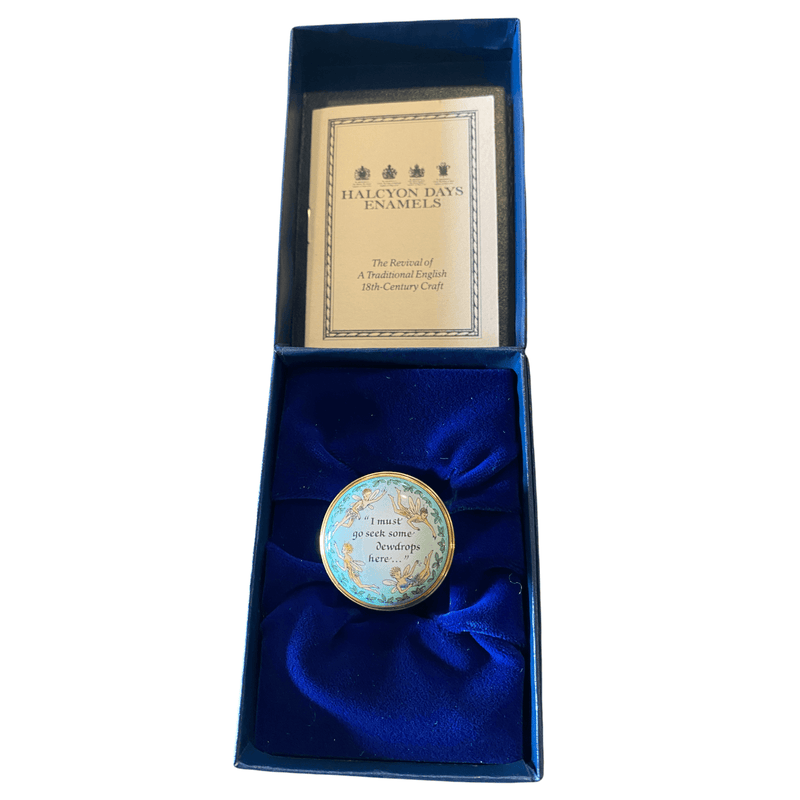 HALCYON DAYS
ENAMELS
The Revival of
A Traditional English
18th-Century Craft
"I must
go seek some
dewdrops
here..."